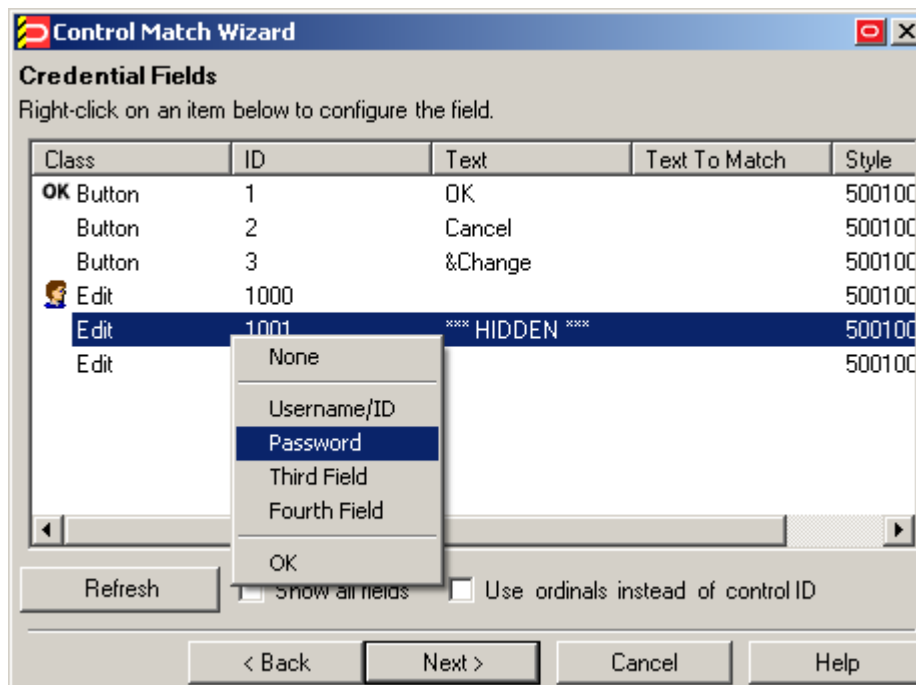 Control Match Wizard
Credential Fields
Right-click on an item below to configure the field.
Class ID Text Text To Match Style
OK Button 1 OK 500100
Button 2 Cancel 500100
Button 3 &Change 500100
Edit 1000 500100
Edit 1001 *** HIDDEN *** 500100
Edit 500100
None
Username/ID
Password
Third Field
Fourth Field
OK
Refresh Show all fields Use ordinals instead of control ID
< Back Next > Cancel Help